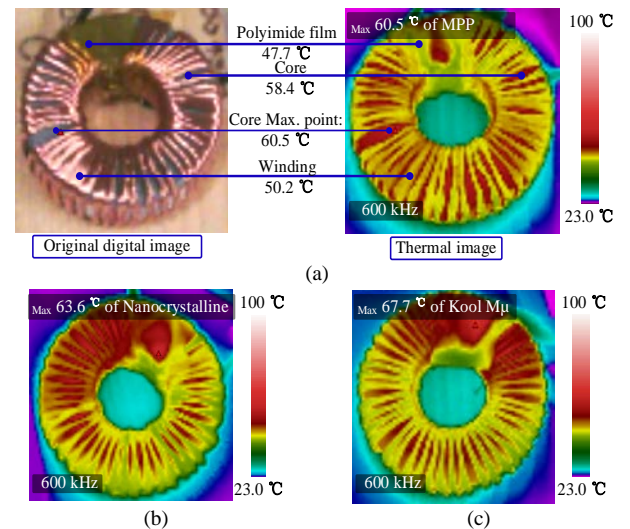 Polyimide film
47.7 ℃
Core
58.4 ℃
Core Max. point:
60.5 ℃
Winding
50.2 ℃
Original digital image
Max 60.5 ℃ of MPP
600 kHz
Thermal image
100 ℃
23.0 ℃
(a)
Max 63.6 ℃ of Nanocrystalline
600 kHz
100 ℃
23.0 ℃
(b)
Max 67.7 ℃ of Kool Mμ
600 kHz
100 ℃
23.0 ℃
(c)